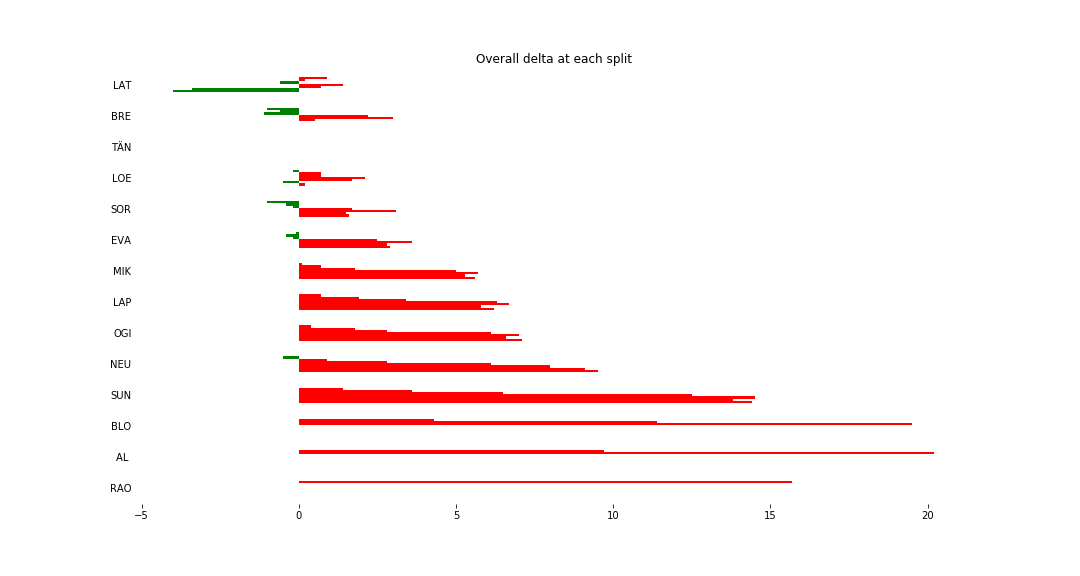 Overall delta at each split
LAT
BRE
TÄN
LOE
SOR
EVA
MIK
LAP
OGI
NEU
SUN
BLO
AL
RAO
−5 0 5 10 15 20